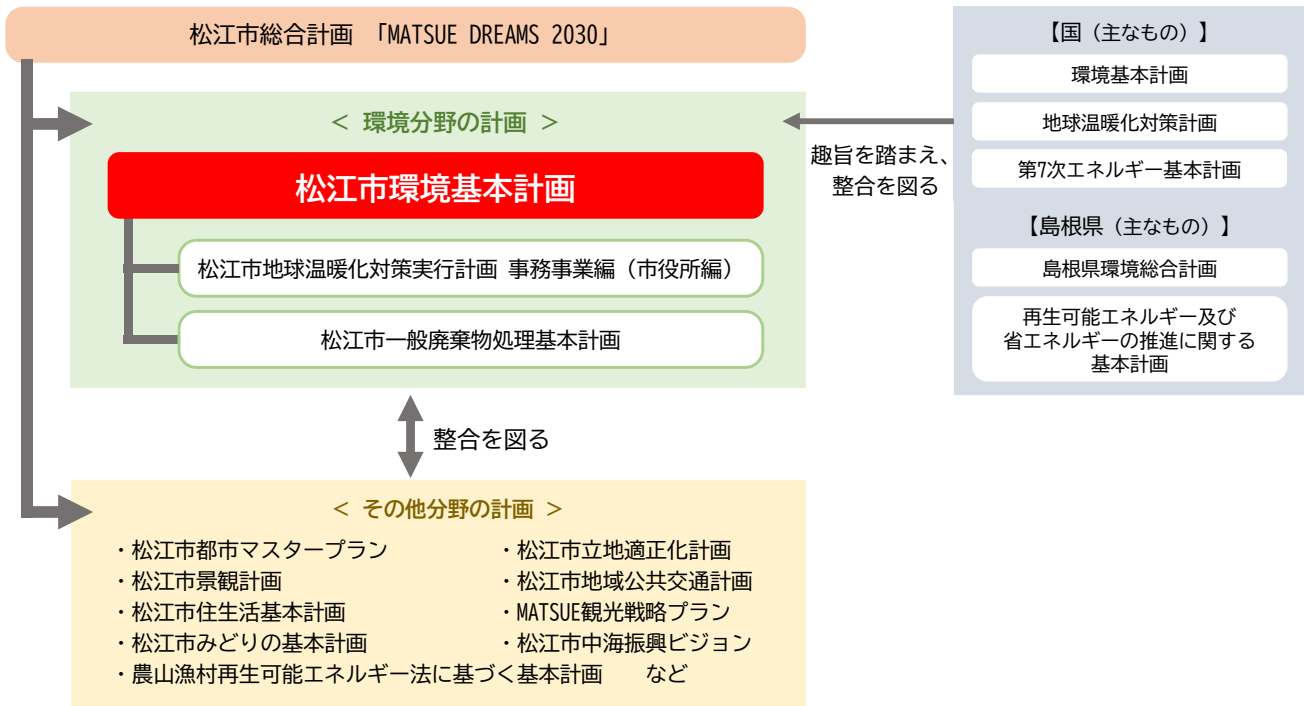 松江市総合計画 「MATSUE DREAMS 2030」
< 環境分野の計画 >
松江市環境基本計画
松江市地球温暖化対策実行計画 事務事業編（市役所編）
松江市一般廃棄物処理基本計画
趣旨を踏まえ、
整合を図る
【国（主なもの）】
環境基本計画
地球温暖化対策計画
第7次エネルギー基本計画
【島根県（主なもの）】
島根県環境総合計画
再生可能エネルギー及び
省エネルギーの推進に関する
基本計画
整合を図る
< その他分野の計画 >
・松江市都市マスタープラン
・松江市立地適正化計画
・松江市景観計画
・松江市地域公共交通計画
・松江市住生活基本計画
・MATSUE観光戦略プラン
・松江市みどりの基本計画
・松江市中海振興ビジョン
・農山漁村再生可能エネルギー法に基づく基本計画 など